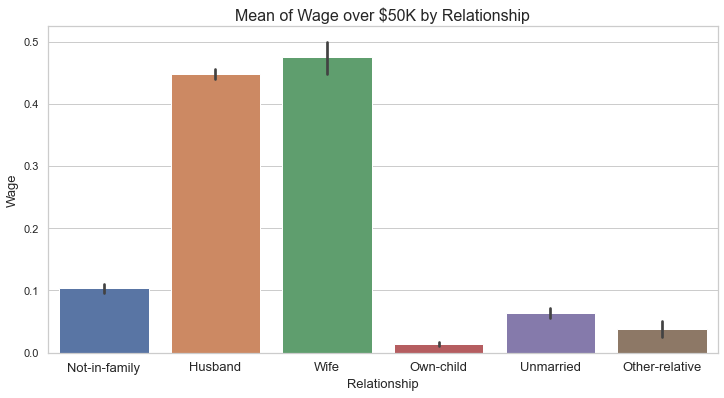 Mean of Wage over $50K by Relationship
Wage
0.5
0.4
0.3
0.2
0.1
0.0
Not-in-family Husband Wife Own-child Unmarried Other-relative
Relationship